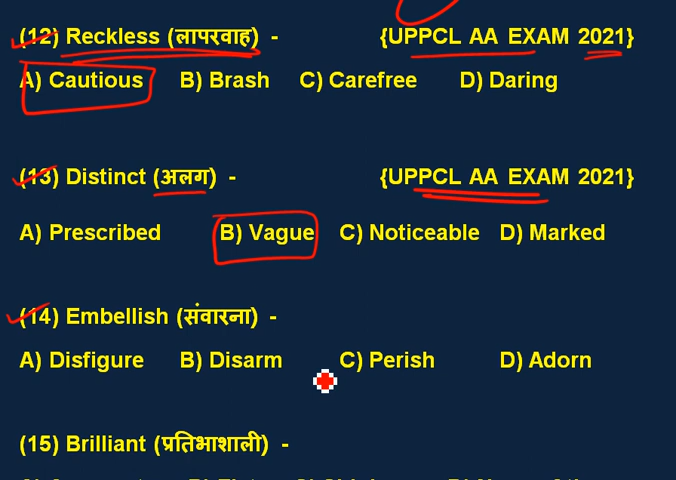 (12) Reckless (लापरवाह) - {UPPCL AA EXAM 2021}
A) Cautious B) Brash C) Carefree D) Daring
(13) Distinct (अलग) - {UPPCL AA EXAM 2021}
A) Prescribed B) Vague C) Noticeable D) Marked
(14) Embellish (संवारना) -
A) Disfigure B) Disarm C) Perish D) Adorn
(15) Brilliant (प्रतिभाशाली) -